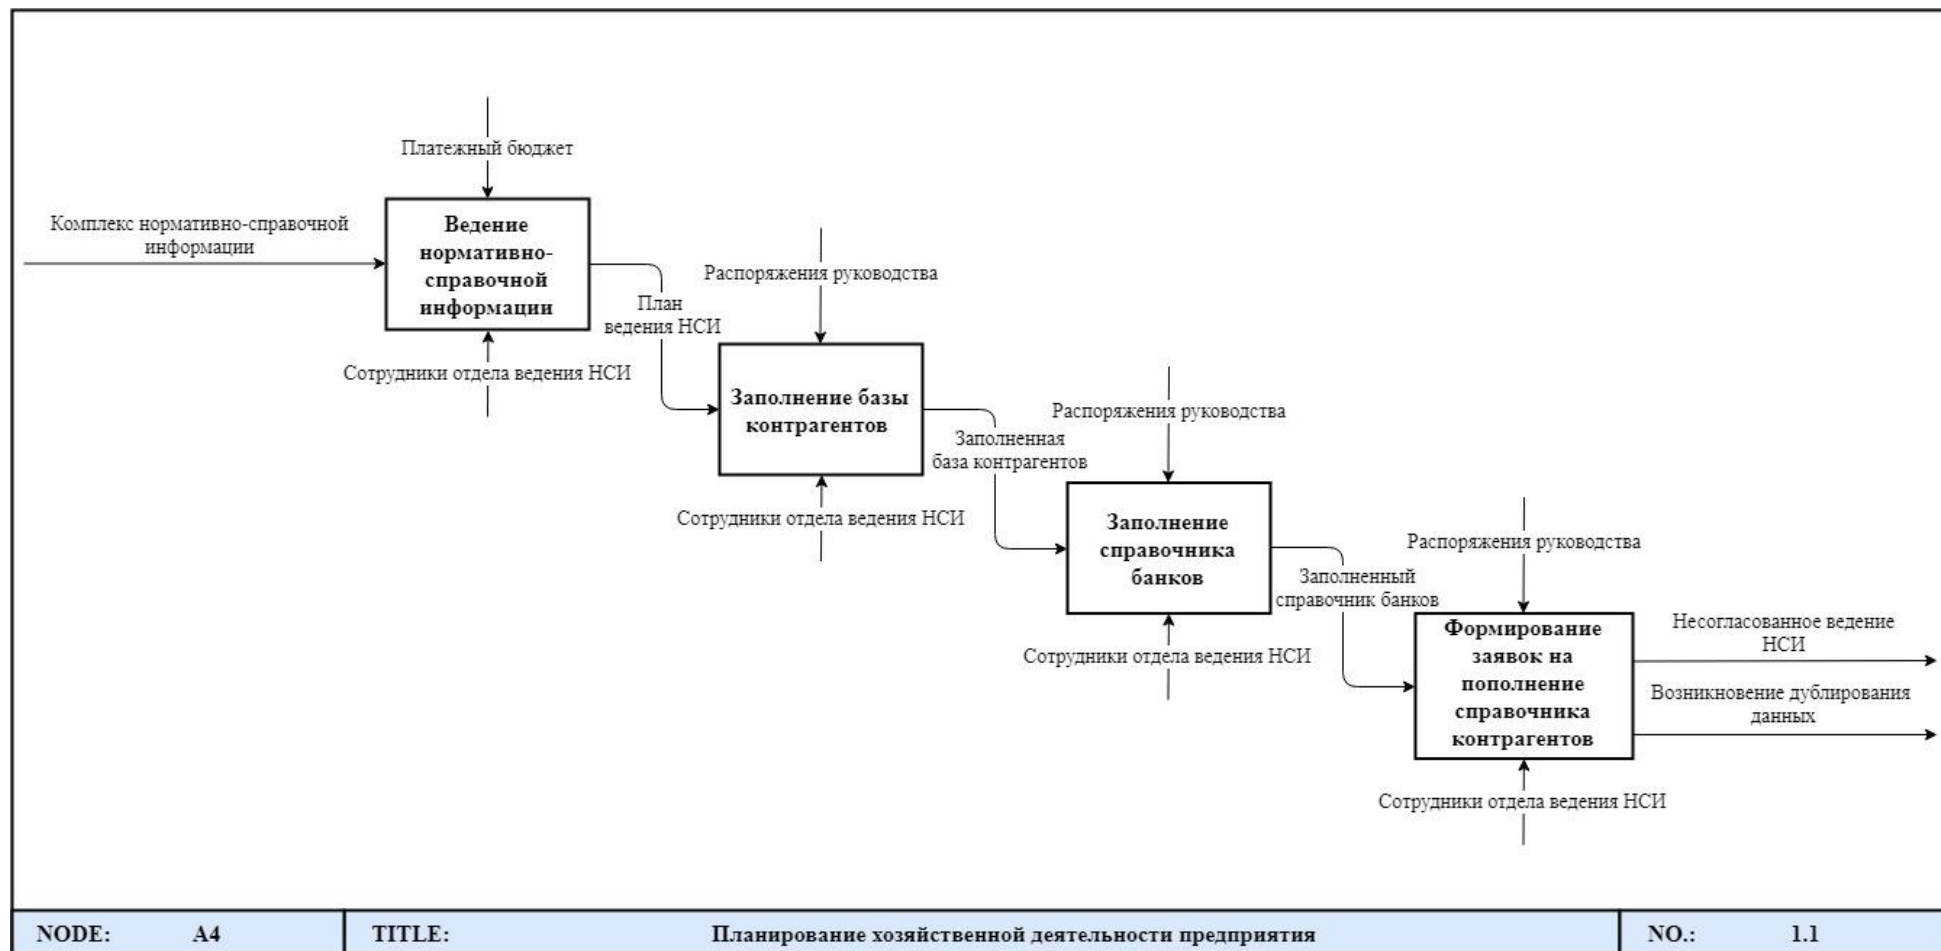 Платежный бюджет
Комплекс нормативно-справочной
информации
Ведение
нормативно-
справочной
информации
Распоряжения руководства
План
ведения НСИ
Сотрудники отдела ведения НСИ
Заполнение базы
контрагентов
Распоряжения руководства
Заполненная
база контрагентов
Сотрудники отдела ведения НСИ
Заполнение
справочника
банков
Распоряжения руководства
Заполненный
справочник банков
Сотрудники отдела ведения НСИ
Формирование
заявок на
пополнение
справочника
контрагентов
Несогласованное ведение
НСИ
Возникновение дублирования
данных
Сотрудники отдела ведения НСИ
NODE: A4 TITLE: Планирование хозяйственной деятельности предприятия NO.: 1.1